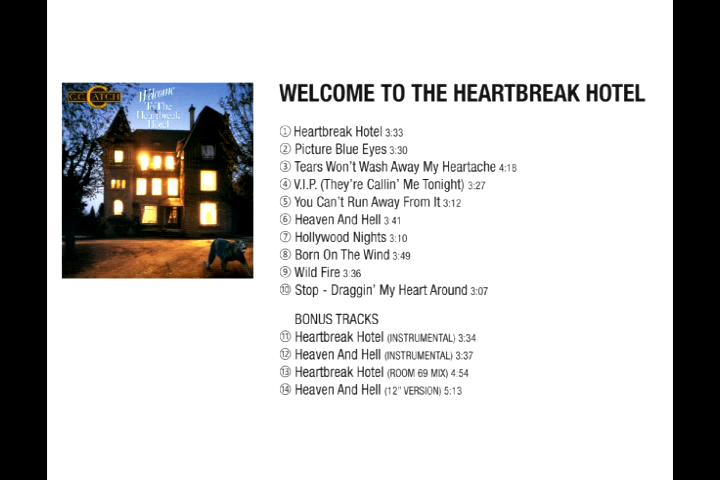 C.C. CATCH
Welcome
To The
Heartbreak
Hotel
WELCOME TO THE HEARTBREAK HOTEL
① Heartbreak Hotel 3:33
② Picture Blue Eyes 3:30
③ Tears Won't Wash Away My Heartache 4:18
④ V.I.P. (They're Callin' Me Tonight) 3:27
⑤ You Can't Run Away From It 3:12
⑥ Heaven And Hell 3:41
⑦ Hollywood Nights 3:10
⑧ Born On The Wind 3:49
⑨ Wild Fire 3:36
⑩ Stop - Draggin' My Heart Around 3:07
BONUS TRACKS
⑪ Heartbreak Hotel (INSTRUMENTAL) 3:34
⑫ Heaven And Hell (INSTRUMENTAL) 3:37
⑬ Heartbreak Hotel (ROOM 69 MIX) 4:54
⑭ Heaven And Hell (12" VERSION) 5:13